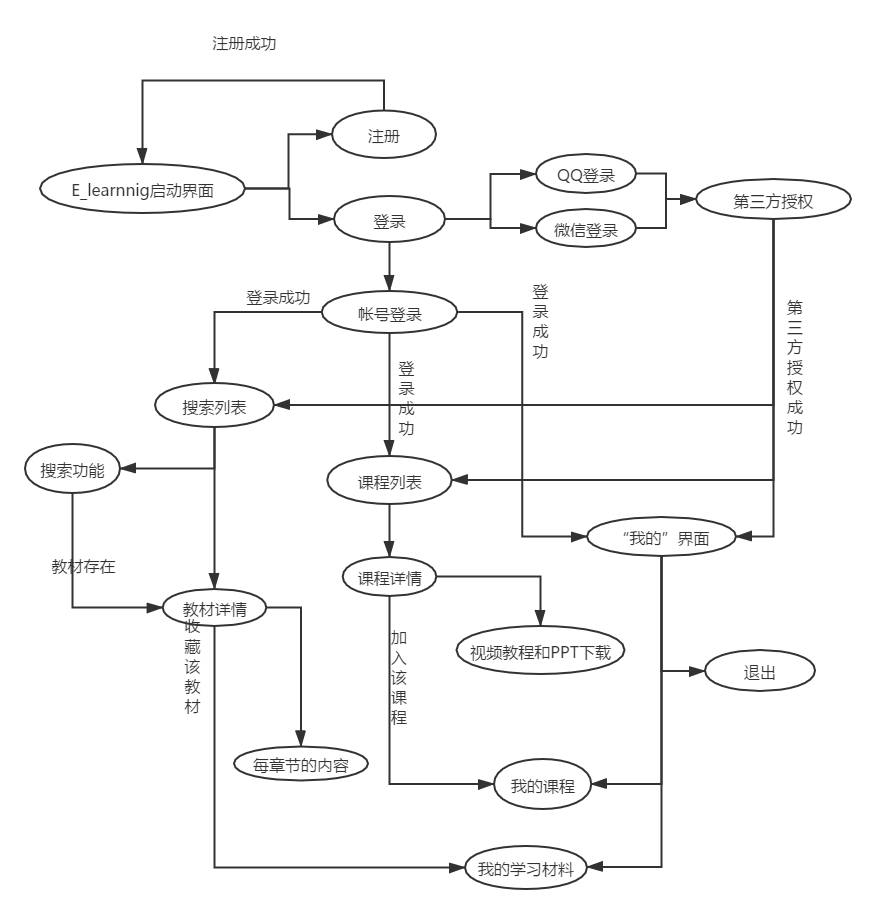 注册成功
注册
E_learnnig启动界面
QQ登录
第三方授权
登录
微信登录
登录成功
帐号登录
登录成功
第三方授权成功
登录成功
搜索列表
搜索功能
课程列表
“我的”界面
教材存在
课程详情
教材详情
收藏该教材
加入该课程
视频教程和PPT下载
退出
每章节的内容
我的课程
我的学习材料